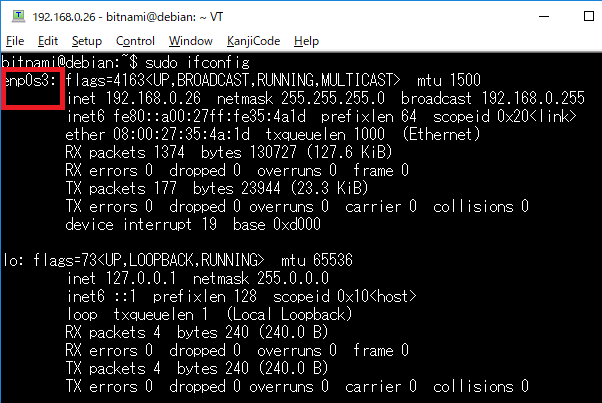 192.168.0.26 - bitnami@debian: ~ VT
File Edit Setup Control Window KanjiCode Help
bitnami@debian:~$ sudo ifconfig
enp0s3: flags=4163<UP,BROADCAST,RUNNING,MULTICAST> mtu 1500
inet 192.168.0.26 netmask 255.255.255.0 broadcast 192.168.0.255
inet6 fe80::a00:27ff:fe35:4a1d prefixlen 64 scopeid 0x20<link>
ether 08:00:27:35:4a:1d txqueuelen 1000 (Ethernet)
RX packets 1374 bytes 130727 (127.6 KiB)
RX errors 0 dropped 0 overruns 0 frame 0
TX packets 177 bytes 23944 (23.3 KiB)
TX errors 0 dropped 0 overruns 0 carrier 0 collisions 0
device interrupt 19 base 0xd000
lo: flags=73<UP,LOOPBACK,RUNNING> mtu 65536
inet 127.0.0.1 netmask 255.0.0.0
inet6 ::1 prefixlen 128 scopeid 0x10<host>
loop txqueuelen 1 (Local Loopback)
RX packets 4 bytes 240 (240.0 B)
RX errors 0 dropped 0 overruns 0 frame 0
TX packets 4 bytes 240 (240.0 B)
TX errors 0 dropped 0 overruns 0 carrier 0 collisions 0